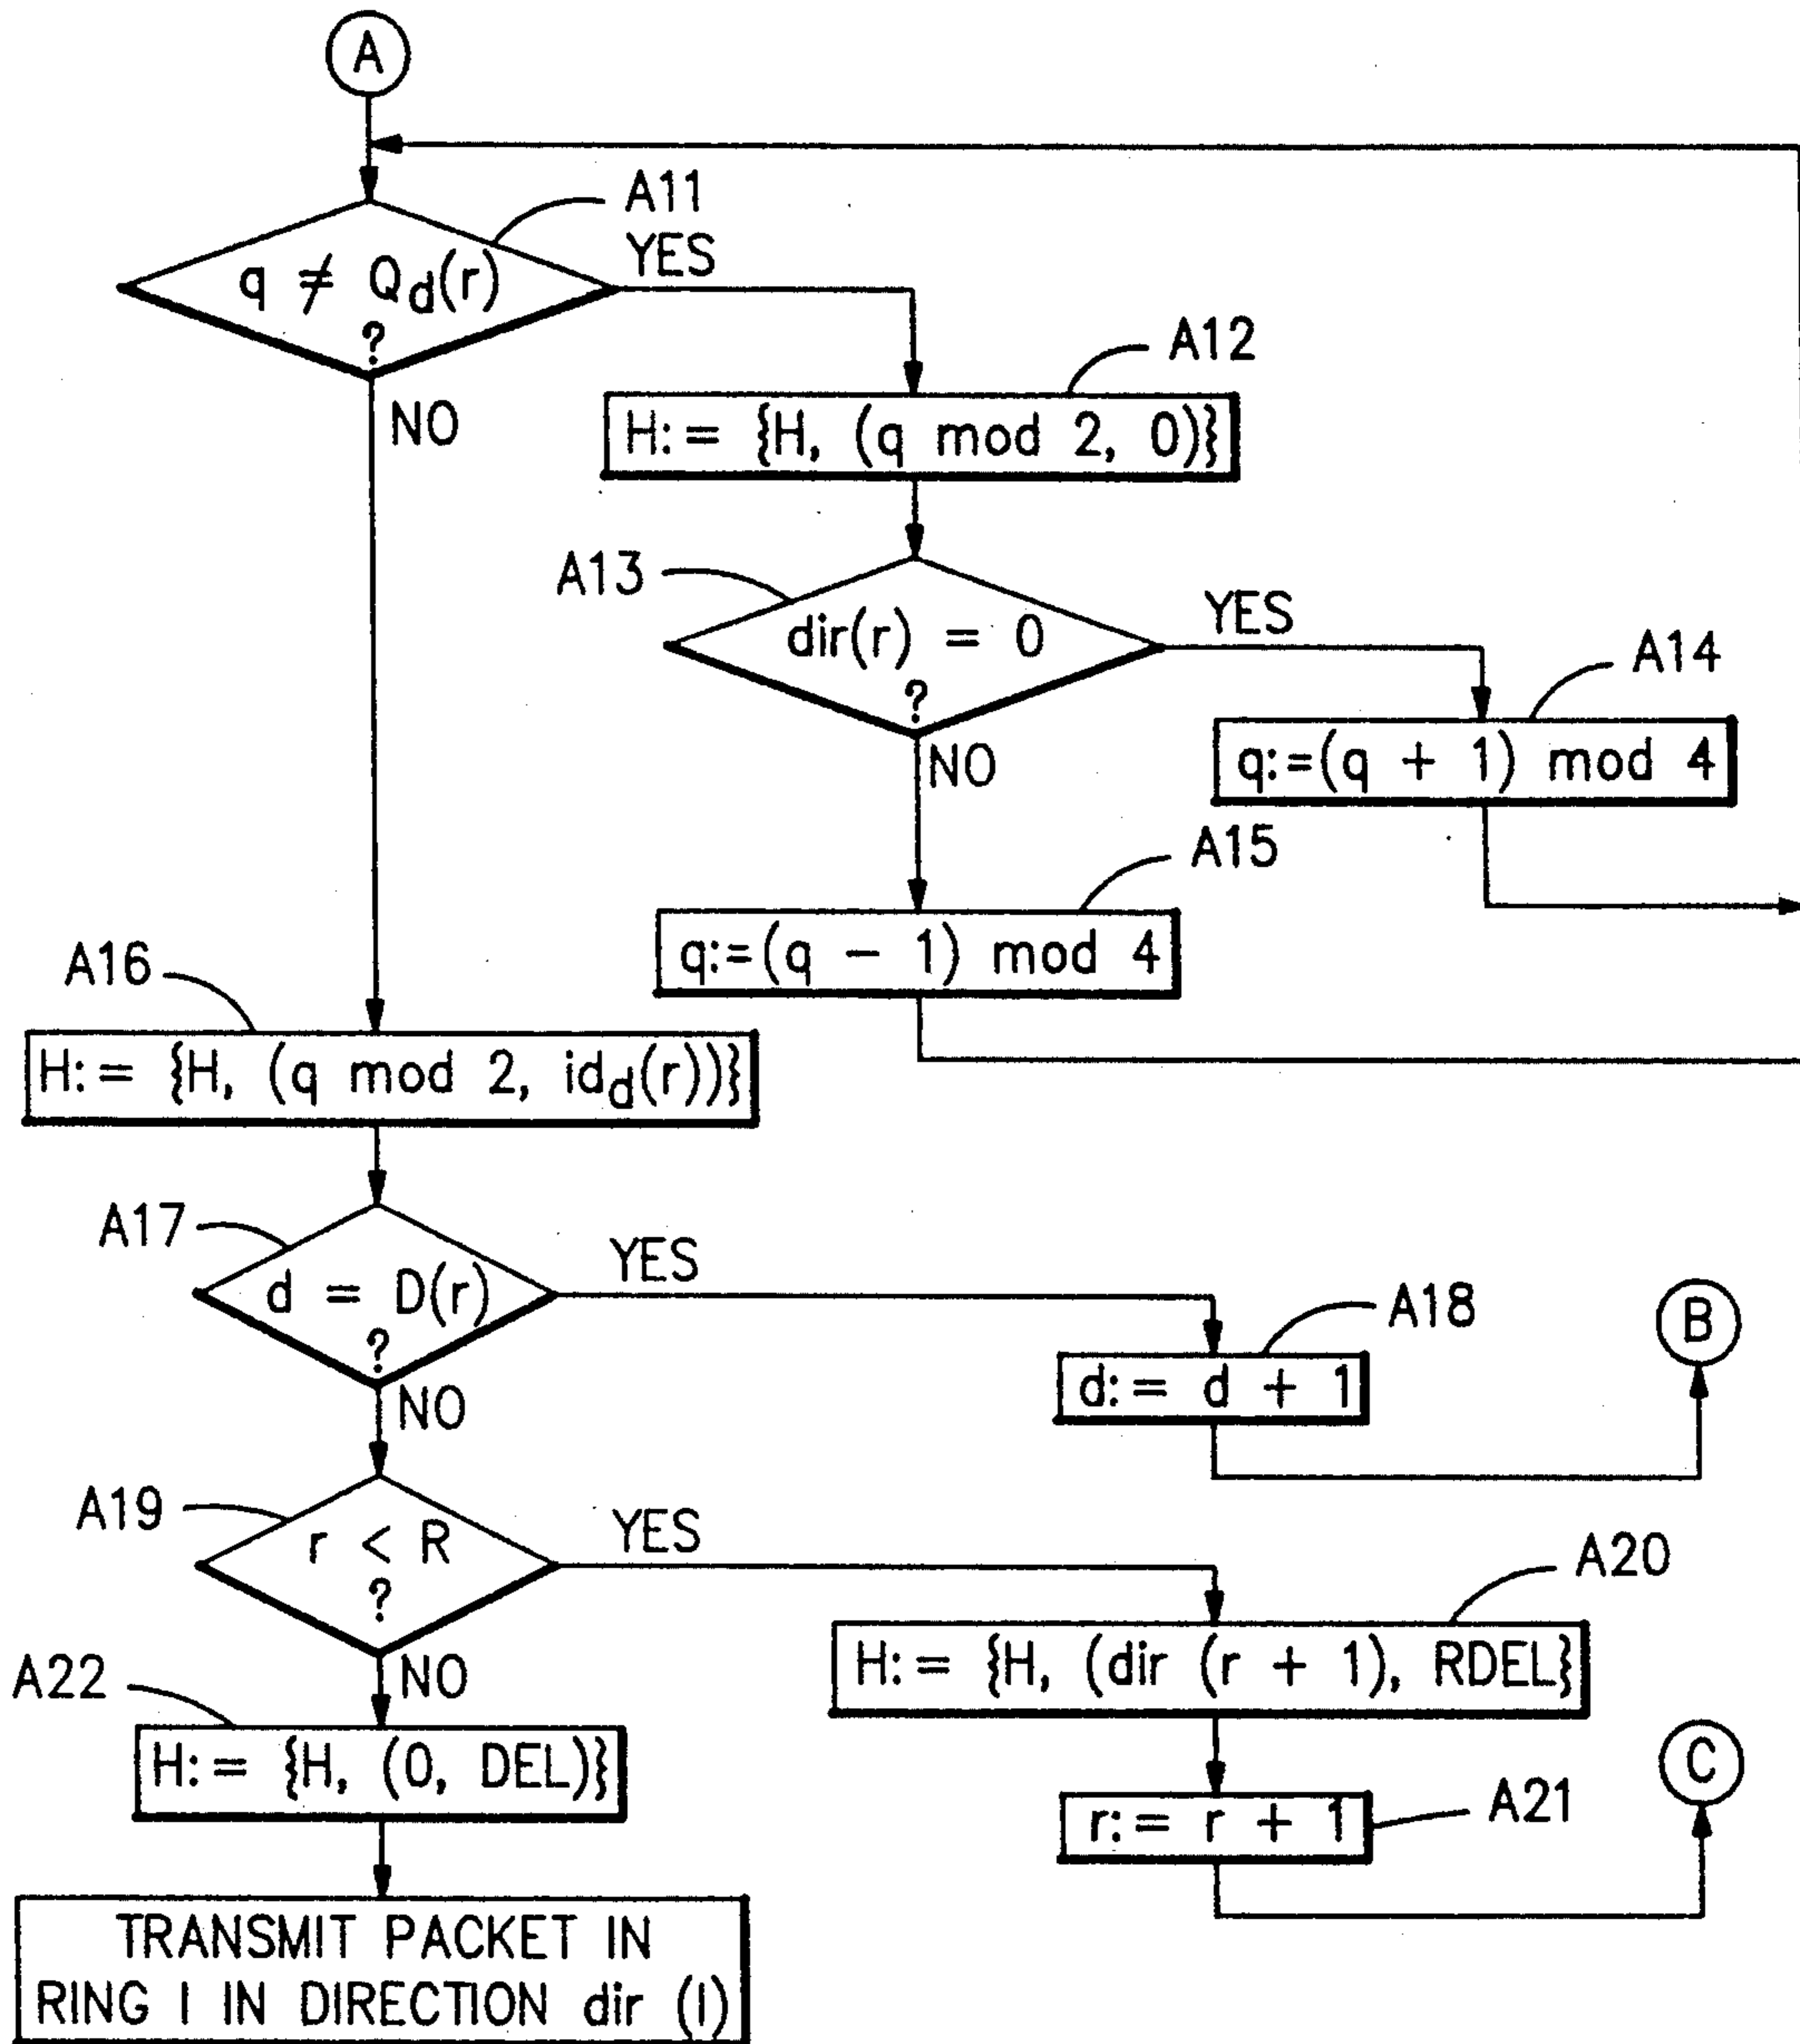 A
A11
YES
q ≠ Qd(r)
?
NO
A12
H:= {H, (q mod 2, 0)}
A13
dir(r) = 0
?
YES
NO
A14
q:=(q + 1) mod 4
A15
q:=(q - 1) mod 4
A16
H:= {H, (q mod 2, idd(r))}
A17
d = D(r)
?
YES
NO
A18
d:= d + 1
B
A19
r < R
?
YES
NO
A20
H:= {H, (dir (r + 1), RDEL}
A21
r:= r + 1
C
A22
H:= {H, (0, DEL)}
TRANSMIT PACKET IN
RING I IN DIRECTION dir (I)